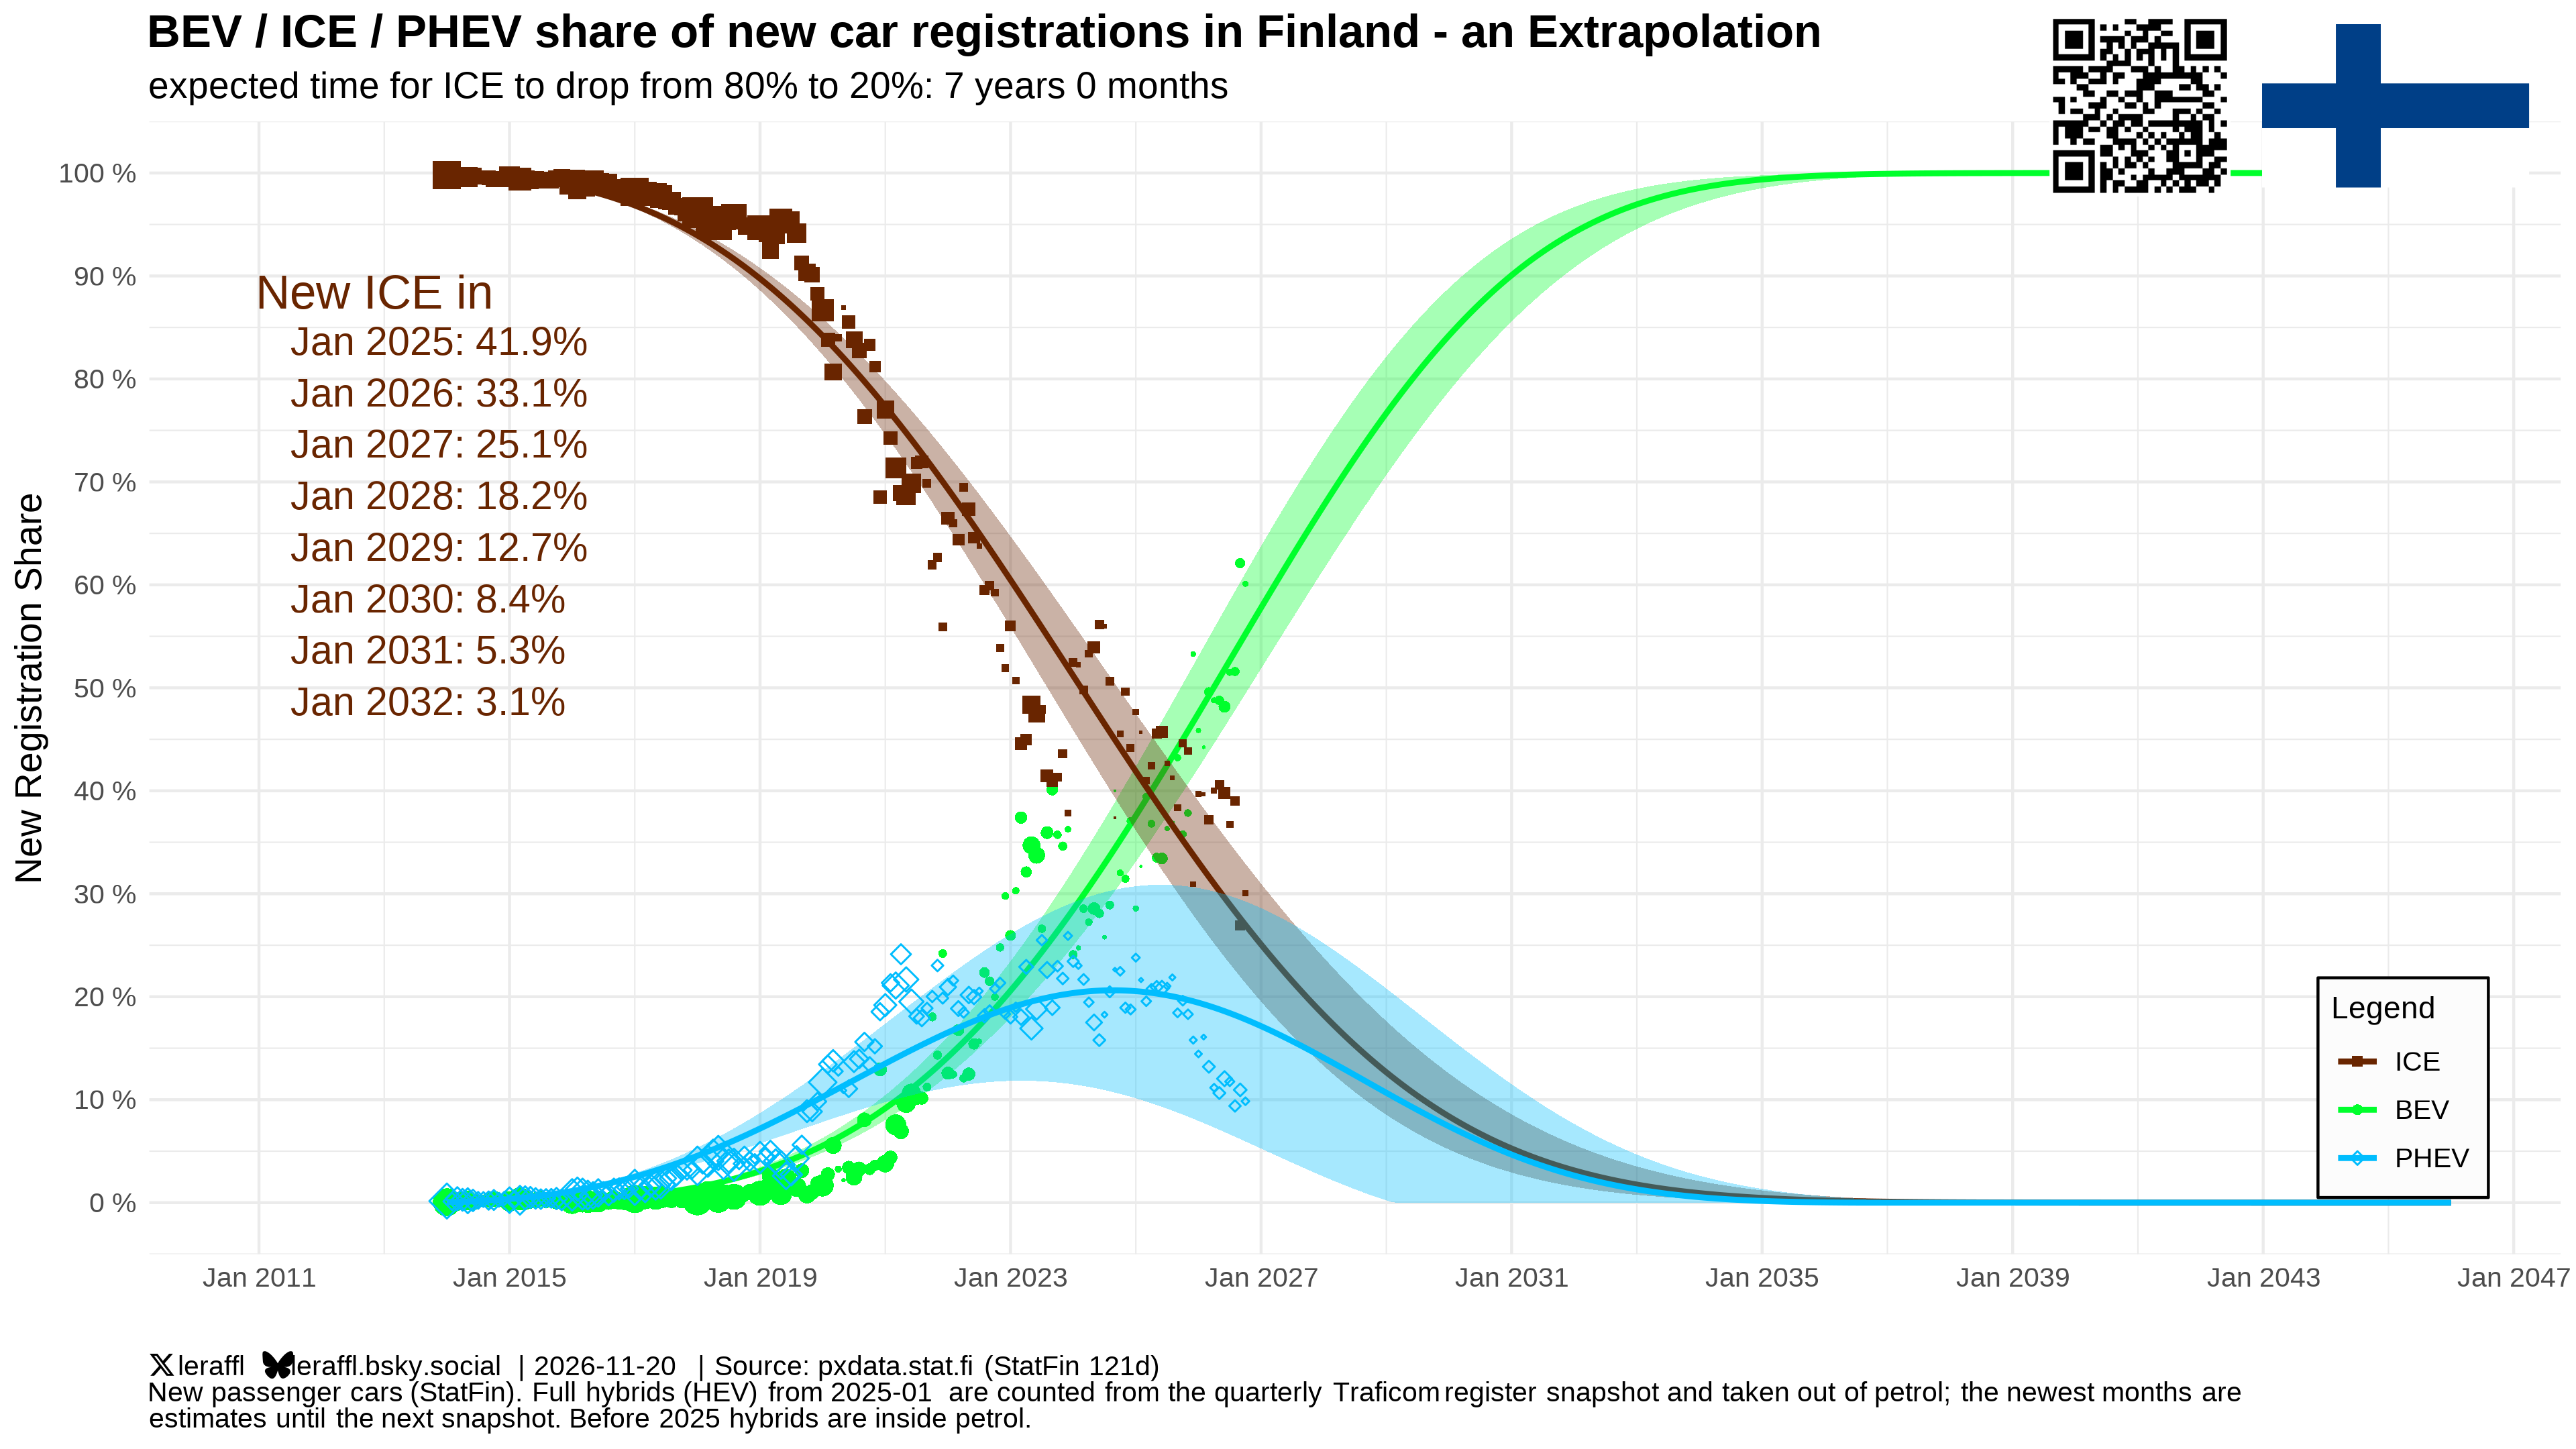 BEV / ICE / PHEV share of new car registrations in Finland - an Extrapolation
expected time for ICE to drop from 80% to 20%: 7 years 0 months
New Registration Share
100 %
90 %
80 %
70 %
60 %
50 %
40 %
30 %
20 %
10 %
0 %
New ICE in
Jan 2025: 41.9%
Jan 2026: 33.1%
Jan 2027: 25.1%
Jan 2028: 18.2%
Jan 2029: 12.7%
Jan 2030: 8.4%
Jan 2031: 5.3%
Jan 2032: 3.1%
Legend
ICE
BEV
PHEV
Jan 2011 Jan 2015 Jan 2019 Jan 2023 Jan 2027 Jan 2031 Jan 2035 Jan 2039 Jan 2043 Jan 2047
leraffl leraffl.bsky.social | 2026-11-20 | Source: pxdata.stat.fi (StatFin 121d)
New passenger cars (StatFin). Full hybrids (HEV) from 2025-01 are counted from the quarterly Traficom register snapshot and taken out of petrol; the newest months are
estimates until the next snapshot. Before 2025 hybrids are inside petrol.